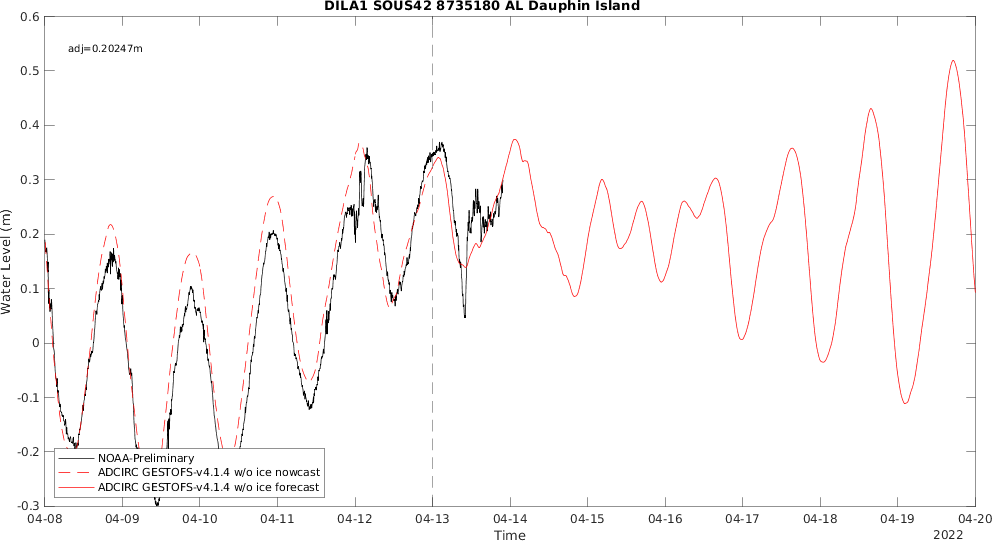 DILA1 SOUS42 8735180 AL Dauphin Island
adj=0.20247m
0.6
0.5
0.4
0.3
0.2
0.1
0
-0.1
-0.2
-0.3
Water Level (m)
NOAA-Preliminary
ADCIRC GESTOFS-v4.1.4 w/o ice nowcast
ADCIRC GESTOFS-v4.1.4 w/o ice forecast
04-08 04-09 04-10 04-11 04-12 04-13 04-14 04-15 04-16 04-17 04-18 04-19 04-20
Time
2022